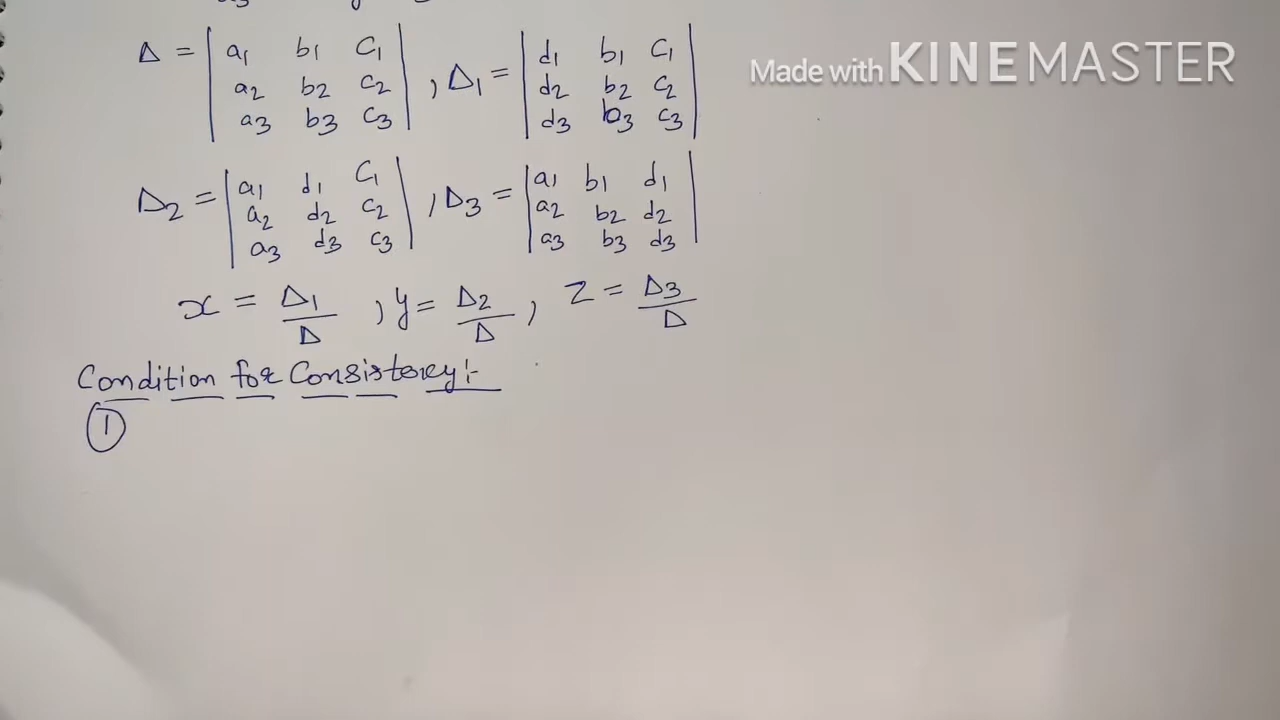 Δ = | a1 b1 c1 | , Δ1 = | d1 b1 c1 |
a2 b2 c2 d2 b2 c2
a3 b3 c3 d3 b3 c3
Δ2 = | a1 d1 c1 | , Δ3 = | a1 b1 d1 |
a2 d2 c2 a2 b2 d2
a3 d3 c3 a3 b3 d3
x = Δ1/Δ , y = Δ2/Δ , z = Δ3/Δ
Condition for Consistency:-
①
Made with KINEMASTER